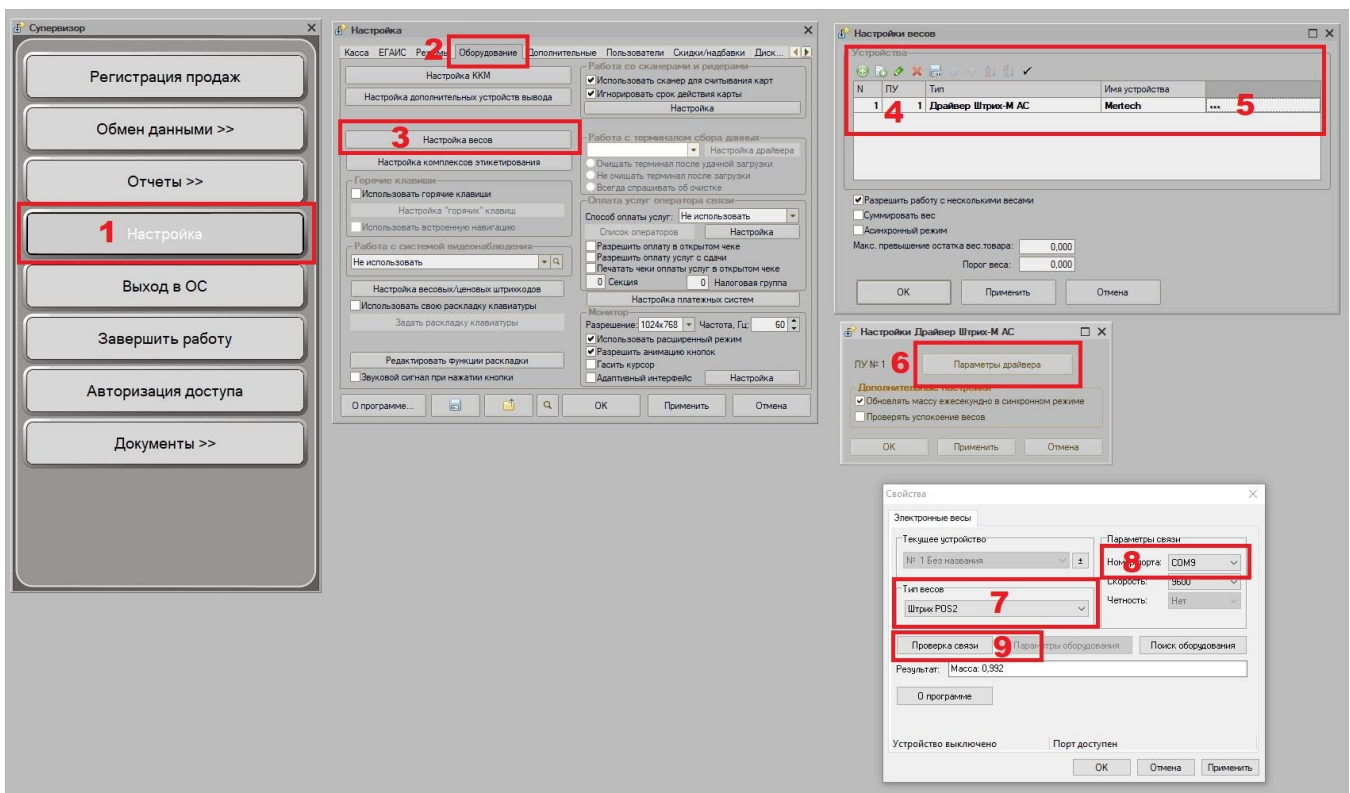 Супервизор
Регистрация продаж
Обмен данными >>
Отчеты >>
1 Настройка
Выход в ОС
Завершить работу
Авторизация доступа
Документы >>
Настройка
2
Касса ЕГАИС Режимы Оборудование Дополнительные Пользователи Скидки/надбавки Диск...
Настройка ККМ
Настройка дополнительных устройств вывода
3 Настройка весов
Настройка комплексов этикетирования
Горячие клавиши
Использовать горячие клавиши
Настройка "горячих" клавиш
Использовать встроенную навигацию
Работа с системой видеонаблюдения
Не использовать
Настройка весовых/ценовых штрихкодов
Использовать свою раскладку клавиатуры
Задать раскладку клавиатуры
Редактировать функции раскладки
Звуковой сигнал при нажатии кнопки
Работа со сканерами и ридерами
Использовать сканер для считывания карт
Игнорировать срок действия карты
Настройка
Работа с терминалом сбора данных
Настройка драйвера
Очищать терминал после удачной загрузки
Не очищать терминал после загрузки
Всегда спрашивать об очистке
Оплата услуг оператора связи
Способ оплаты услуг: Не использовать
Список операторов Настройка
Разрешить оплату в открытом чеке
Разрешить оплату услуг с сдачи
Печатать чеки оплаты услуг в открытом чеке
0 Секция 0 Налоговая группа
Настройка платежных систем
Монитор
Разрешение: 1024x768 Частота, Гц: 60
Использовать расширенный режим
Разрешить анимацию кнопок
Гасить курсор
Адаптивный интерфейс Настройка
О программе... ОК Применить Отмена
Настройки весов
Устройства
N ПУ Тип Имя устройства
1 1 Драйвер Штрих-М АС Mertech ...
4 5
Разрешить работу с несколькими весами
Суммировать вес
Асинхронный режим
Макс. превышение остатка вес.товара: 0,000
Порог веса: 0,000
ОК Применить Отмена
Настройки Драйвер Штрих-М АС
ПУ № 1 6 Параметры драйвера
Дополнительные настройки
Обновлять массу ежесекундно в синхронном режиме
Проверять успокоение весов
ОК Применить Отмена
Свойства
Электронные весы
Текущее устройство
№ 1 Без названия ±
Тип весов
Штрих POS2 7
Параметры связи
Номер порта: COM9
8
Скорость: 9600
Четность: Нет
Проверка связи 9 Параметры оборудования Поиск оборудования
Результат: Масса: 0,992
О программе
Устройство выключено Порт доступен
ОК Отмена Применить